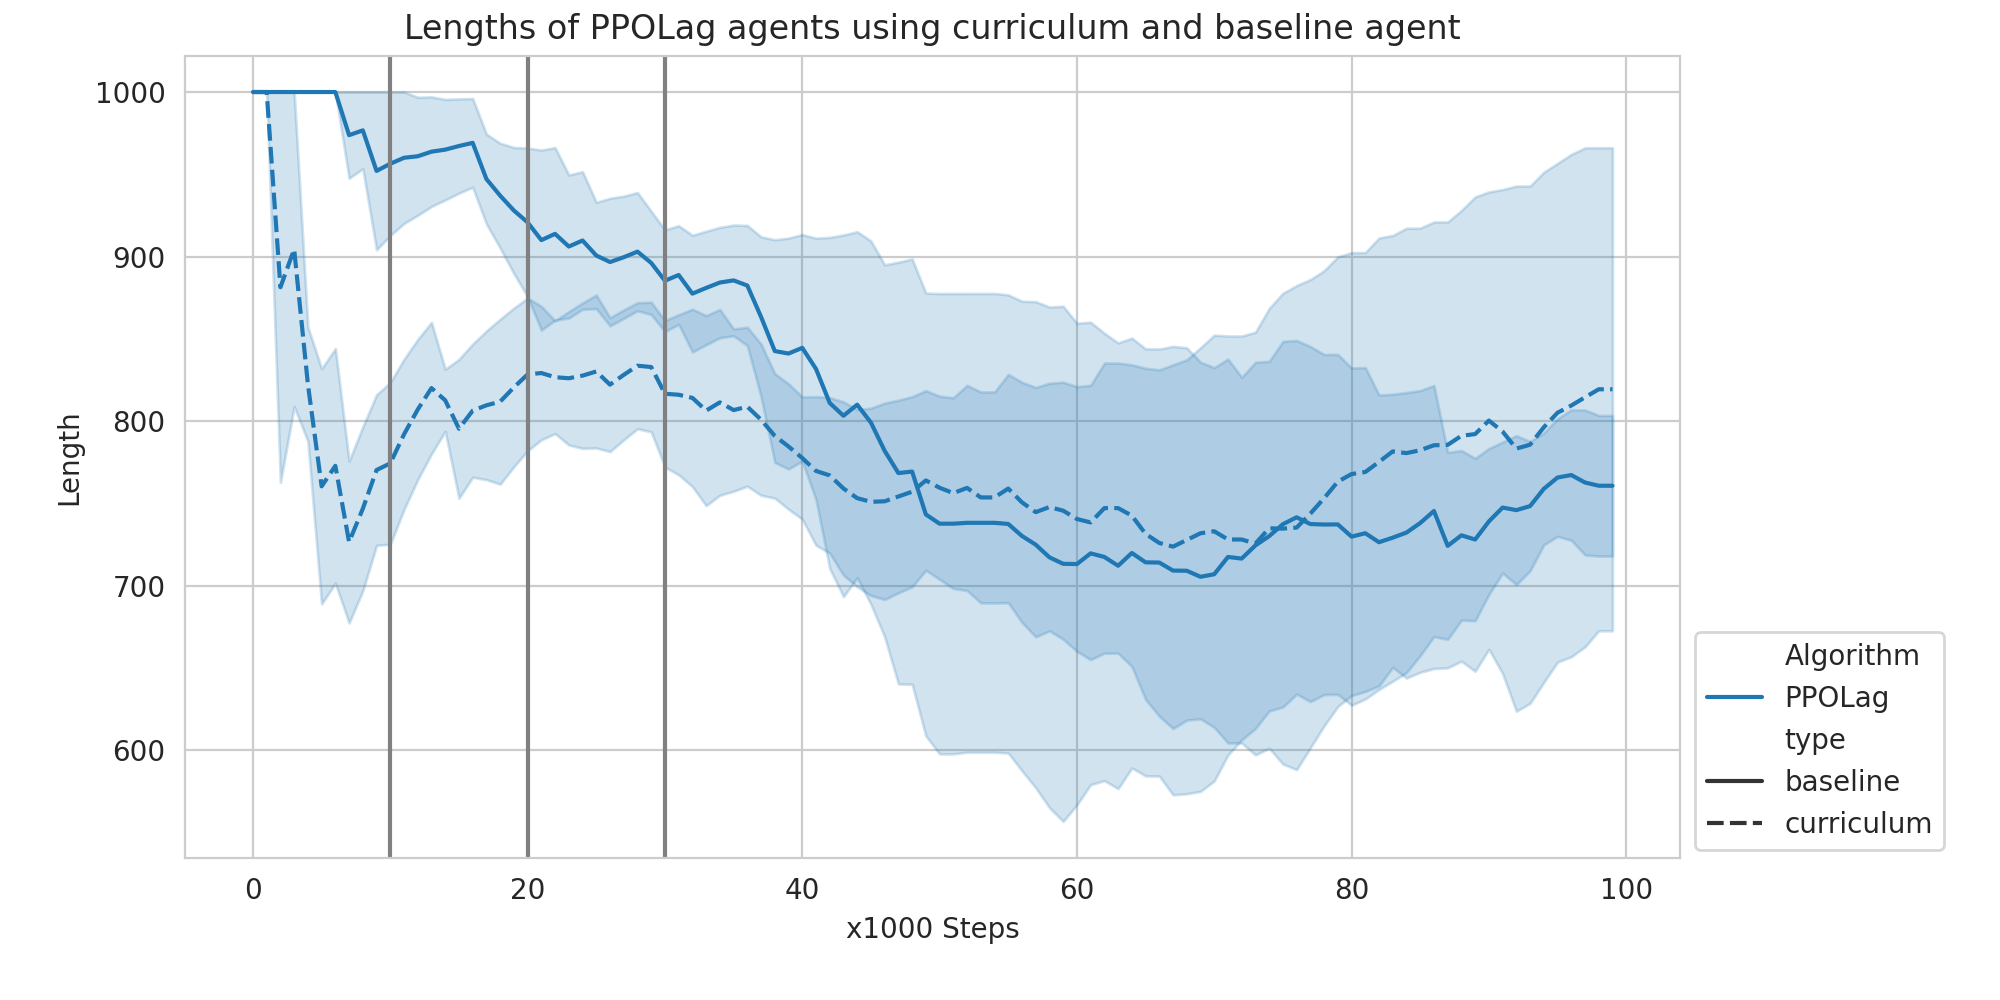 Lengths of PPOLag agents using curriculum and baseline agent
1000
900
800
700
600
Length
0
20
40
60
80
100
x1000 Steps
Algorithm
PPOLag
type
baseline
curriculum